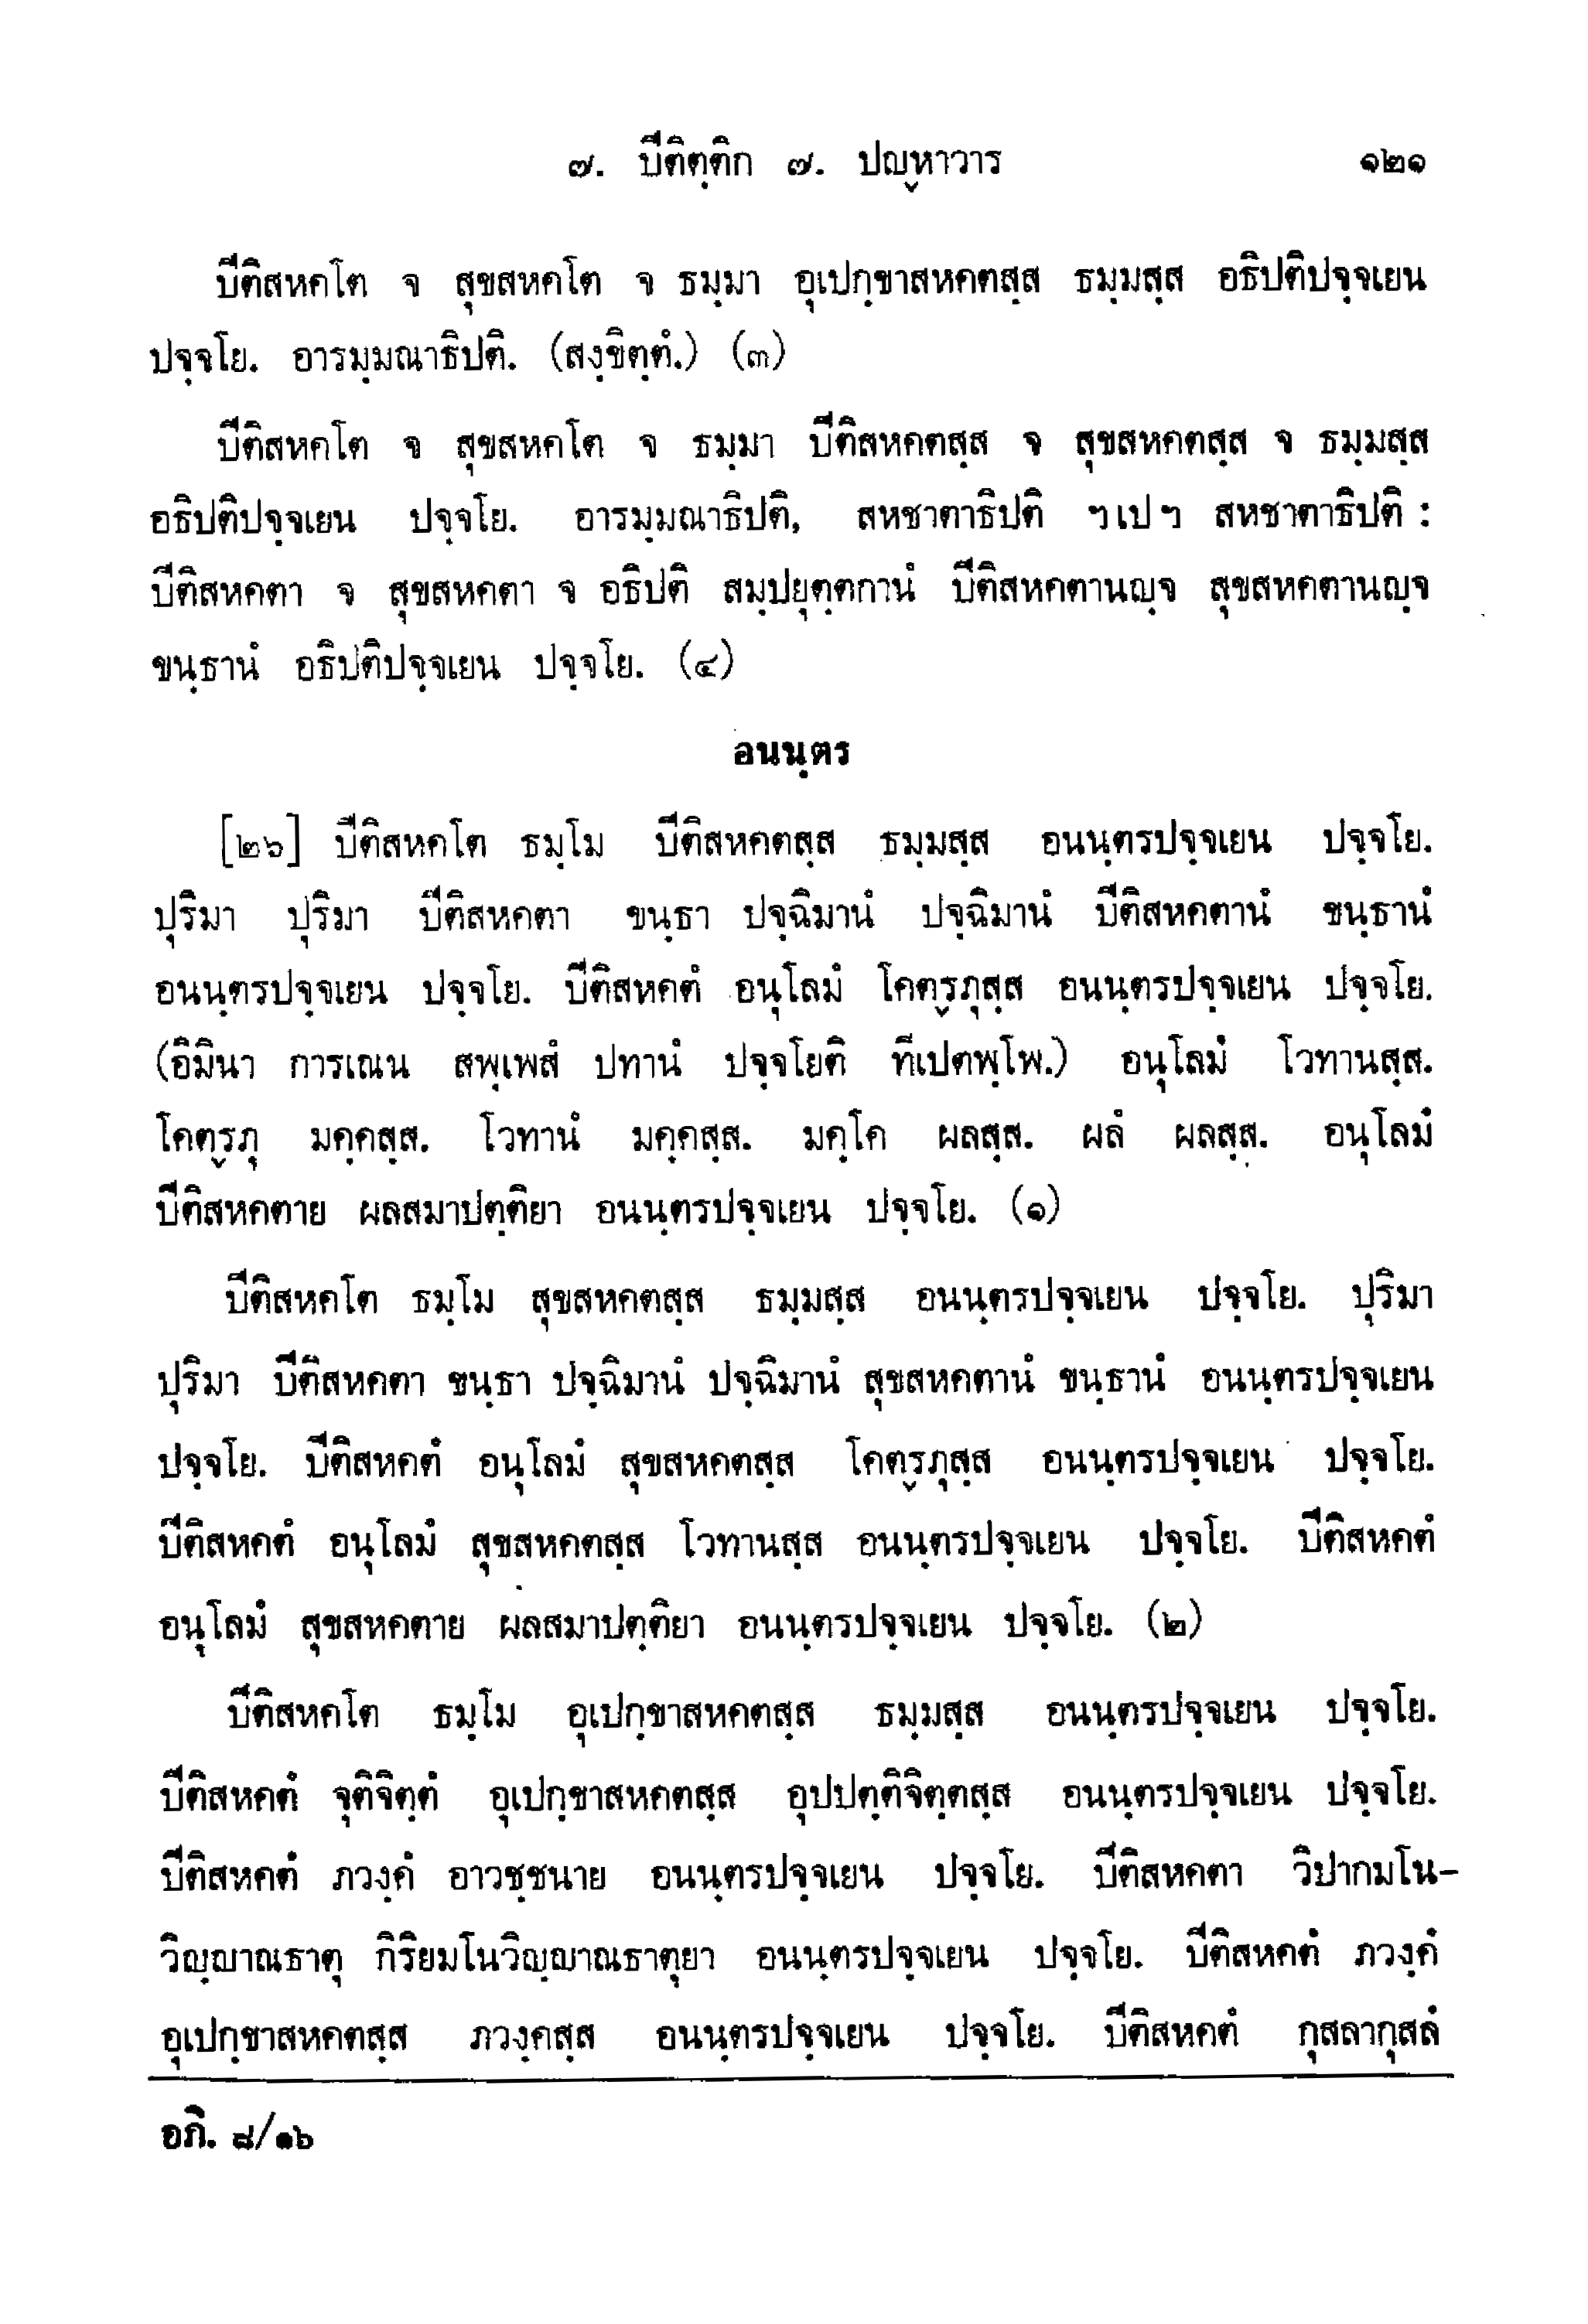 ๗. ปีติตฺติก ๗. ปญฺหาวาร ๑๒๑
ปีติสหคโต จ สุขสหคโต จ ธมฺมา อุเปกฺขาสหคตสฺส ธมฺมสฺส อธิปติปจฺจเยน
ปจฺจโย. อารมฺมณาธิปติ. (สงฺขิตฺตํ.) (๓)
ปีติสหคโต จ สุขสหคโต จ ธมฺมา ปีติสหคตสฺส จ สุขสหคตสฺส จ ธมฺมสฺส
อธิปติปจฺจเยน ปจฺจโย. อารมฺมณาธิปติ, สหชาตาธิปติ ฯ เป ฯ สหชาตาธิปติ :
ปีติสหคตา จ สุขสหคตา จ อธิปติ สมฺปยุตฺตกานํ ปีติสหคตานญฺจ สุขสหคตานญฺจ
ขนฺธานํ อธิปติปจฺจเยน ปจฺจโย. (๔)
อนนฺตร
[๒๖] ปีติสหคโต ธมฺโม ปีติสหคตสฺส ธมฺมสฺส อนนฺตรปจฺจเยน ปจฺจโย.
ปุริมา ปุริมา ปีติสหคตา ขนฺธา ปจฺฉิมานํ ปจฺฉิมานํ ปีติสหคตานํ ขนฺธานํ
อนนฺตรปจฺจเยน ปจฺจโย. ปีติสหคตํ อนุโลมํ โคตฺรภุสฺส อนนฺตรปจฺจเยน ปจฺจโย.
(อิมินา การเณน สพฺเพสํ ปทานํ ปจฺจโยติ ทีเปตพฺโพ.) อนุโลมํ โวทานสฺส.
โคตฺรภุ มคฺคสฺส. โวทานํ มคฺคสฺส. มคฺโค ผลสฺส. ผลํ ผลสฺส. อนุโลมํ
ปีติสหคตาย ผลสมาปตฺติยา อนนฺตรปจฺจเยน ปจฺจโย. (๑)
ปีติสหคโต ธมฺโม สุขสหคตสฺส ธมฺมสฺส อนนฺตรปจฺจเยน ปจฺจโย. ปุริมา
ปุริมา ปีติสหคตา ขนฺธา ปจฺฉิมานํ ปจฺฉิมานํ สุขสหคตานํ ขนฺธานํ อนนฺตรปจฺจเยน
ปจฺจโย. ปีติสหคตํ อนุโลมํ สุขสหคตสฺส โคตฺรภุสฺส อนนฺตรปจฺจเยน ปจฺจโย.
ปีติสหคตํ อนุโลมํ สุขสหคตสฺส โวทานสฺส อนนฺตรปจฺจเยน ปจฺจโย. ปีติสหคตํ
อนุโลมํ สุขสหคตาย ผลสมาปตฺติยา อนนฺตรปจฺจเยน ปจฺจโย. (๒)
ปีติสหคโต ธมฺโม อุเปกฺขาสหคตสฺส ธมฺมสฺส อนนฺตรปจฺจเยน ปจฺจโย.
ปีติสหคตํ จุติจิตฺตํ อุเปกฺขาสหคตสฺส อุปปตฺติจิตฺตสฺส อนนฺตรปจฺจเยน ปจฺจโย.
ปีติสหคตํ ภวงฺคํ อาวชฺชนาย อนนฺตรปจฺจเยน ปจฺจโย. ปีติสหคตา วิปากมโน-
วิญฺญาณธาตุ กิริยมโนวิญฺญาณธาตุยา อนนฺตรปจฺจเยน ปจฺจโย. ปีติสหคตํ ภวงฺคํ
อุเปกฺขาสหคตสฺส ภวงฺคสฺส อนนฺตรปจฺจเยน ปจฺจโย. ปีติสหคตํ กุสลากุสลํ
อภิ. ๘/๑๖